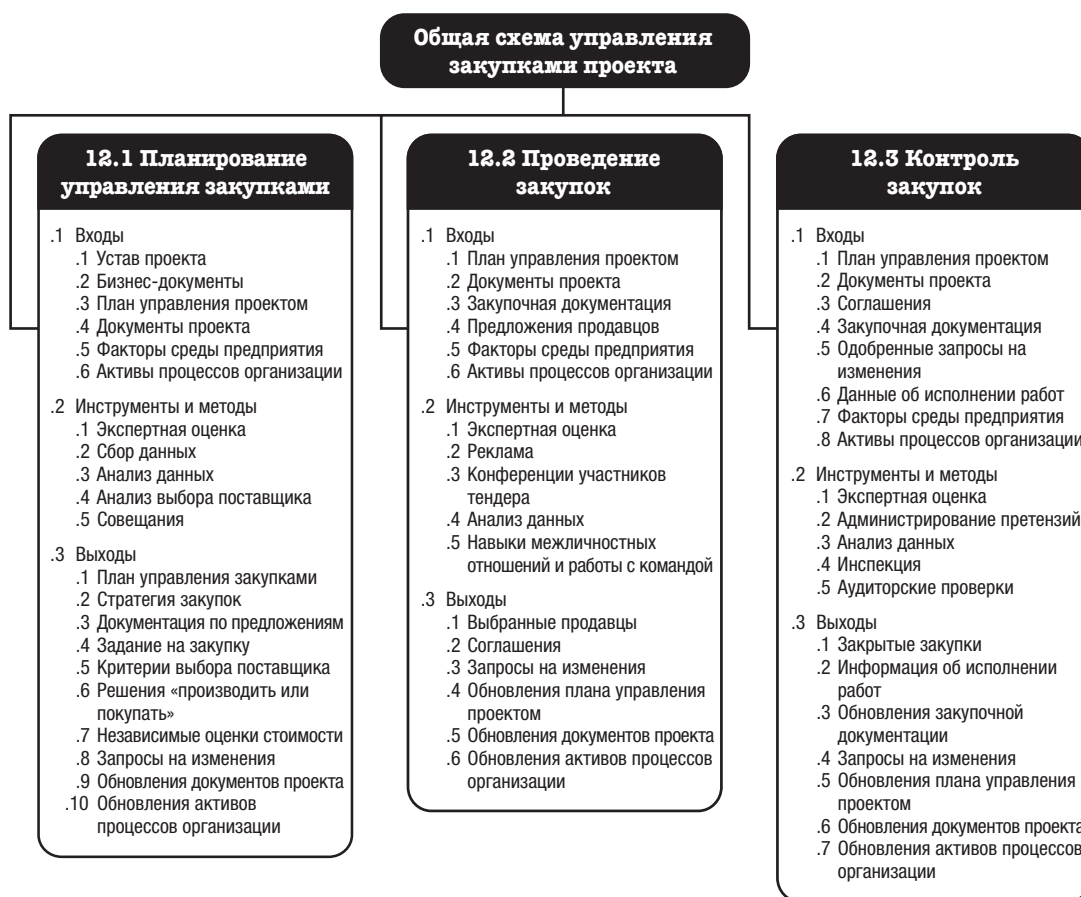 Общая схема управления
закупками проекта
12.1 Планирование
управления закупками
.1 Входы
.1 Устав проекта
.2 Бизнес-документы
.3 План управления проектом
.4 Документы проекта
.5 Факторы среды предприятия
.6 Активы процессов организации
.2 Инструменты и методы
.1 Экспертная оценка
.2 Сбор данных
.3 Анализ данных
.4 Анализ выбора поставщика
.5 Совещания
.3 Выходы
.1 План управления закупками
.2 Стратегия закупок
.3 Документация по предложениям
.4 Задание на закупку
.5 Критерии выбора поставщика
.6 Решения «производить или
покупать»
.7 Независимые оценки стоимости
.8 Запросы на изменения
.9 Обновления документов проекта
.10 Обновления активов
процессов организации
12.2 Проведение
закупок
.1 Входы
.1 План управления проектом
.2 Документы проекта
.3 Закупочная документация
.4 Предложения продавцов
.5 Факторы среды предприятия
.6 Активы процессов организации
.2 Инструменты и методы
.1 Экспертная оценка
.2 Реклама
.3 Конференции участников
тендера
.4 Анализ данных
.5 Навыки межличностных
отношений и работы с командой
.3 Выходы
.1 Выбранные продавцы
.2 Соглашения
.3 Запросы на изменения
.4 Обновления плана управления
проектом
.5 Обновления документов проекта
.6 Обновления активов процессов
организации
12.3 Контроль
закупок
.1 Входы
.1 План управления проектом
.2 Документы проекта
.3 Соглашения
.4 Закупочная документация
.5 Одобренные запросы на
изменения
.6 Данные об исполнении работ
.7 Факторы среды предприятия
.8 Активы процессов организации
.2 Инструменты и методы
.1 Экспертная оценка
.2 Администрирование претензий
.3 Анализ данных
.4 Инспекция
.5 Аудиторские проверки
.3 Выходы
.1 Закрытые закупки
.2 Информация об исполнении
работ
.3 Обновления закупочной
документации
.4 Запросы на изменения
.5 Обновления плана управления
проектом
.6 Обновления документов проекта
.7 Обновления активов процессов
организации